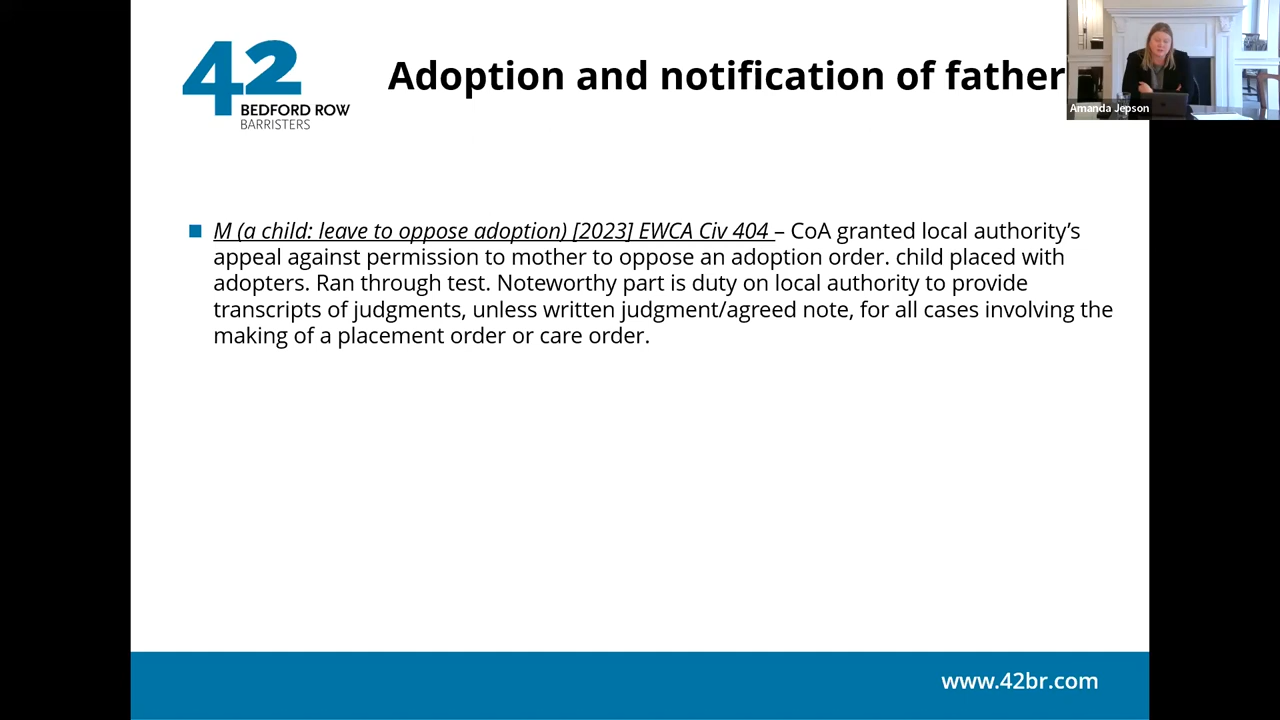 42
BEDFORD ROW
BARRISTERS
Adoption and notification of father
Amanda Jepson
M (a child: leave to oppose adoption) [2023] EWCA Civ 404 – CoA granted local authority’s
appeal against permission to mother to oppose an adoption order. child placed with
adopters. Ran through test. Noteworthy part is duty on local authority to provide
transcripts of judgments, unless written judgment/agreed note, for all cases involving the
making of a placement order or care order.
www.42br.com